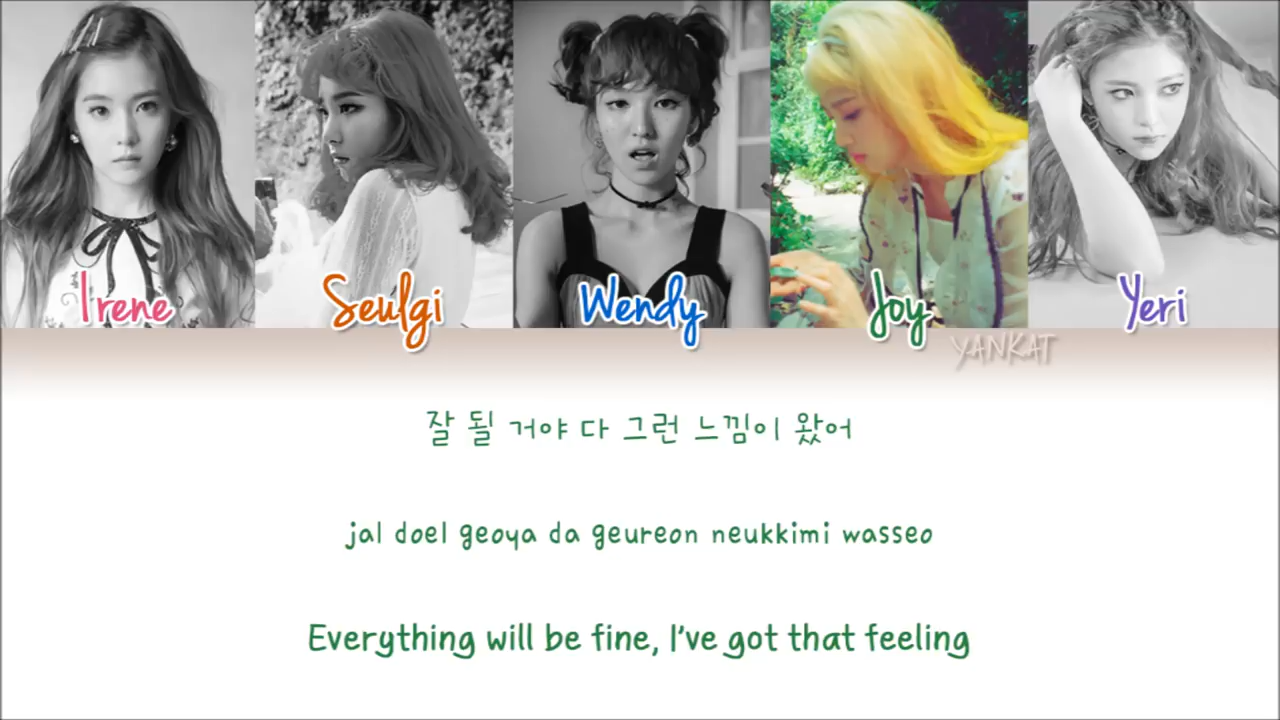 Irene
Seulgi
Wendy
Joy
Yeri
YANKAT
잘 될 거야 다 그런 느낌이 왔어
jal doel geoya da geureon neukkimi wasseo
Everything will be fine, I've got that feeling